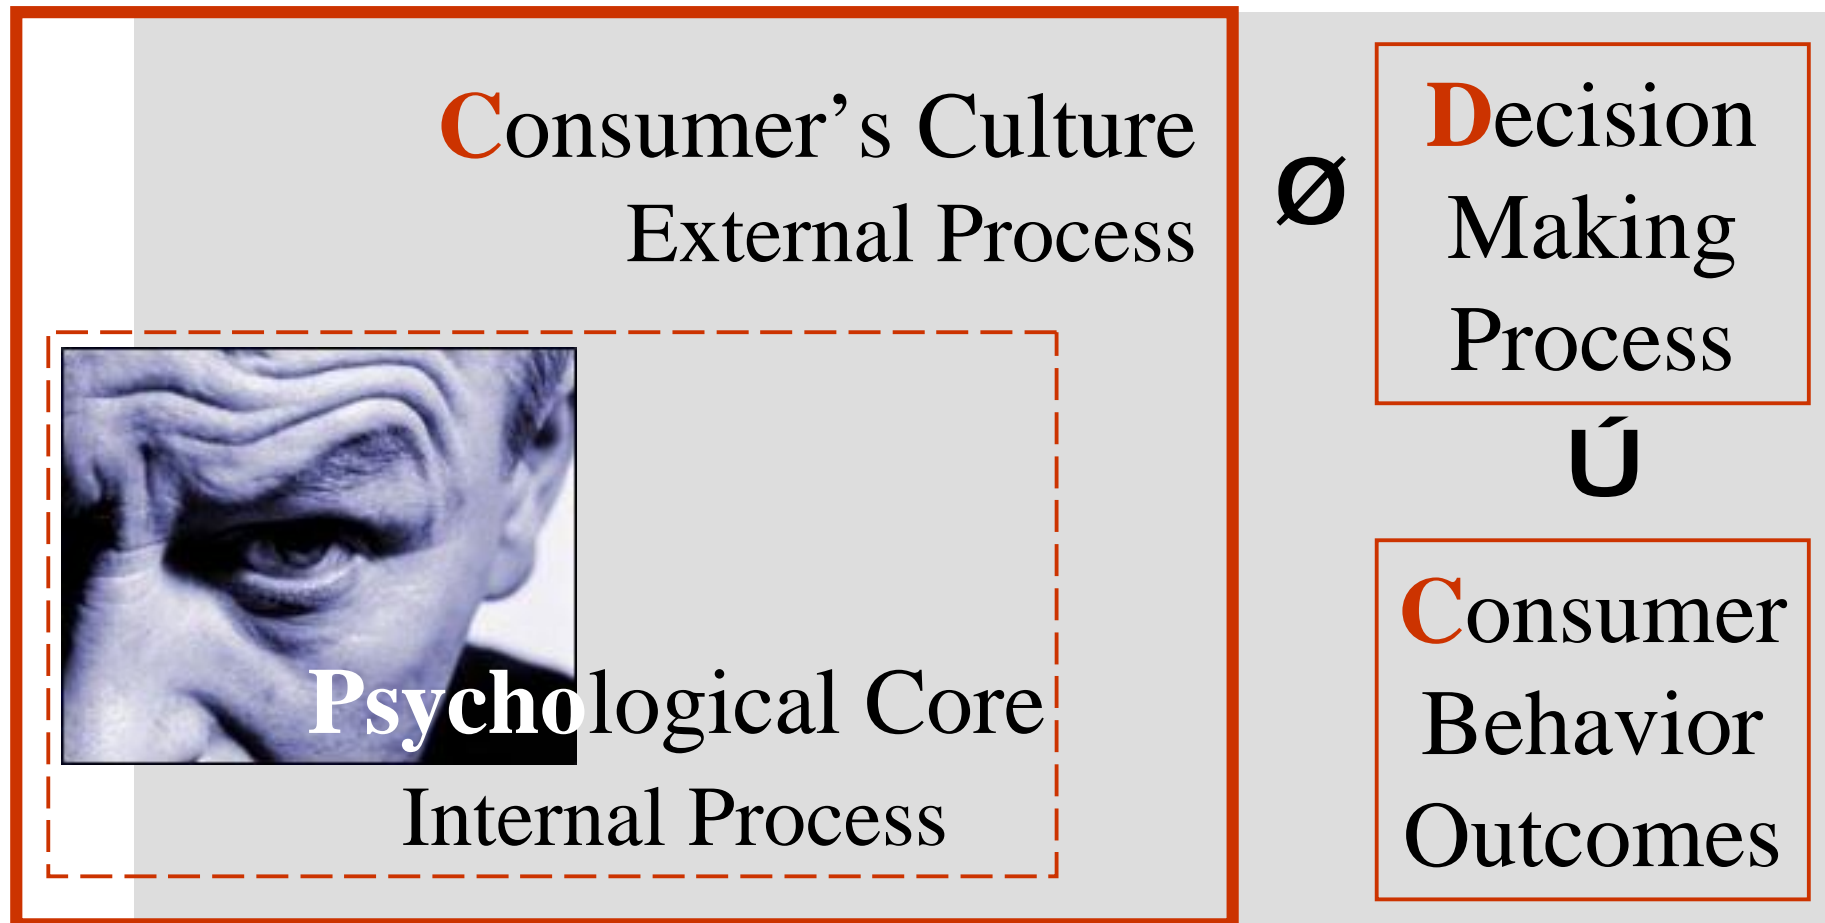 Consumer’s Culture
External Process
Psychological Core
Internal Process
Ø
Decision
Making
Process
Ú
Consumer
Behavior
Outcomes